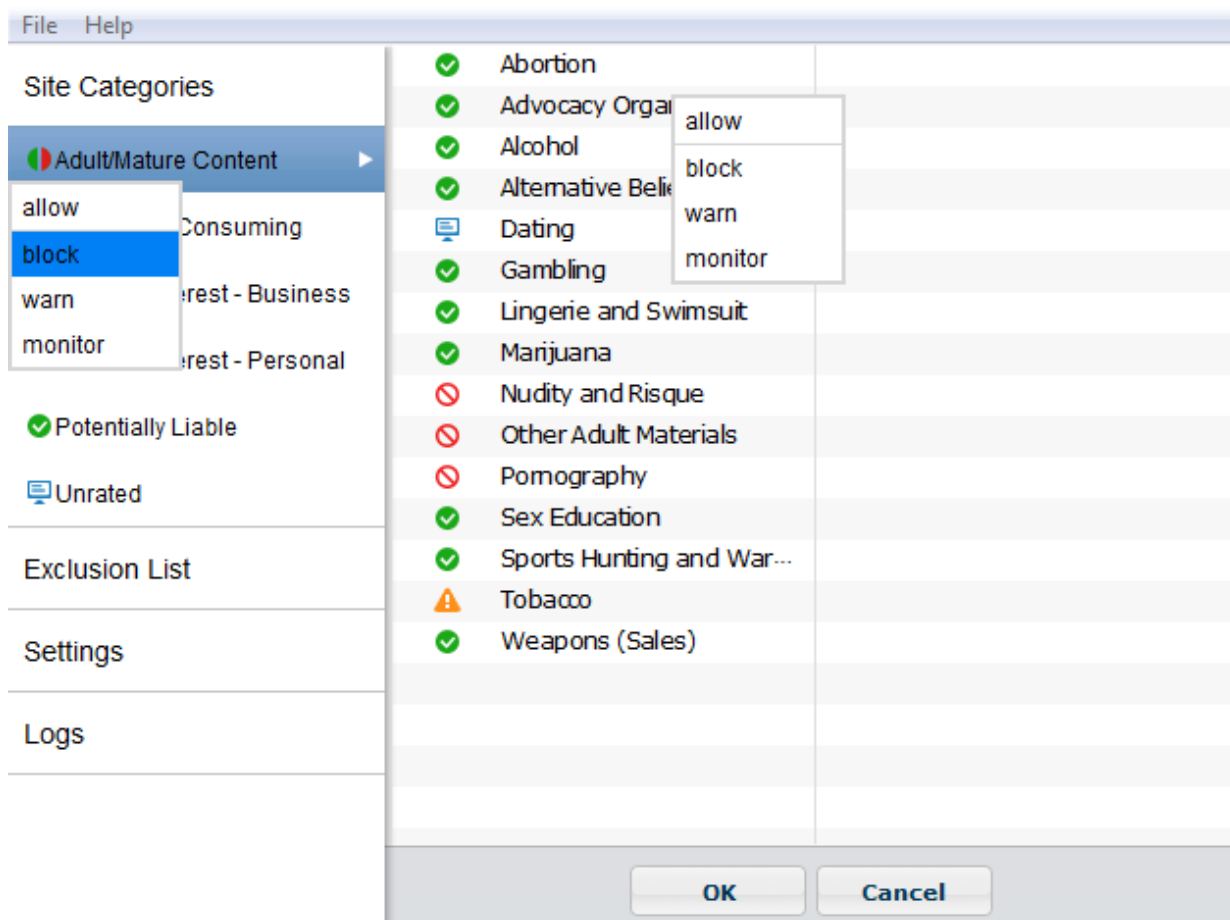 File Help
Site Categories
Adult/Mature Content
allow
block
warn
monitor
Consuming
erest - Business
erest - Personal
Potentially Liable
Unrated
Exclusion List
Settings
Logs
Abortion
Advocacy Organ
Alcohol
Alternative Belie
Dating
Gambling
Lingerie and Swimsuit
Marijuana
Nudity and Risque
Other Adult Materials
Pornography
Sex Education
Sports Hunting and War...
Tobacco
Weapons (Sales)
allow
block
warn
monitor
OK Cancel